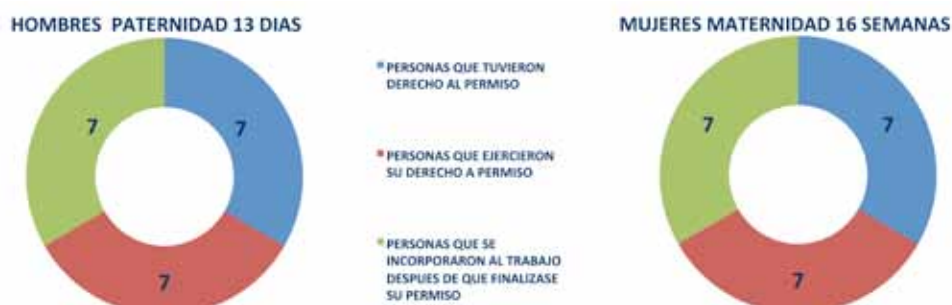 HOMBRES PATERNIDAD 13 DIAS
7
7
7
PERSONAS QUE TUVIERON
DERECHO AL PERMISO
PERSONAS QUE EJERCIERON
SU DERECHO A PERMISO
PERSONAS QUE SE
INCORPORARON AL TRABAJO
DESPUES DE QUE FINALIZASE
SU PERMISO
MUJERES MATERNIDAD 16 SEMANAS
7
7
7